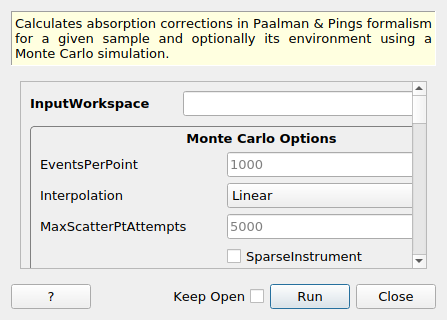 Calculates absorption corrections in Paalman & Pings formalism
for a given sample and optionally its environment using a
Monte Carlo simulation.
InputWorkspace
Monte Carlo Options
EventsPerPoint 1000
Interpolation Linear
MaxScatterPtAttempts 5000
SparseInstrument
? Keep Open Run Close